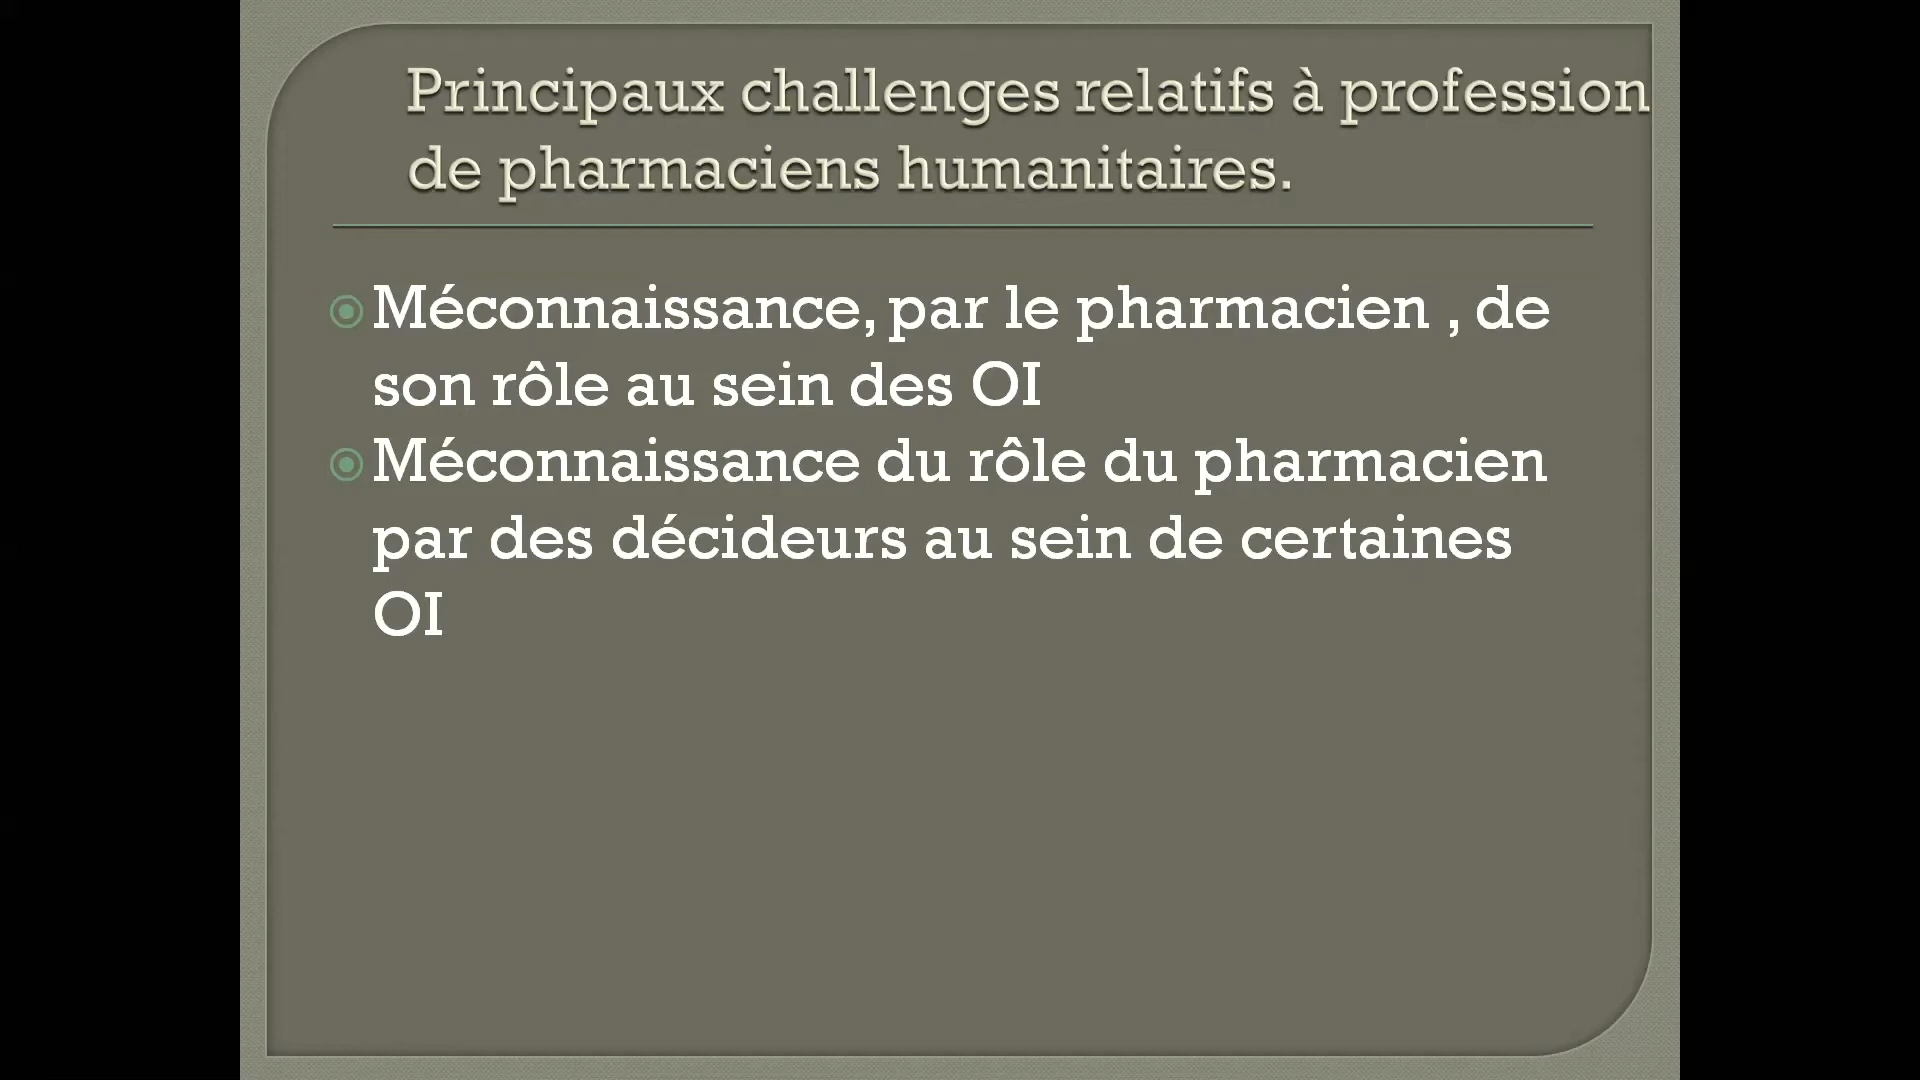 Principaux challenges relatifs à profession
de pharmaciens humanitaires.
Méconnaissance, par le pharmacien , de
son rôle au sein des OI
Méconnaissance du rôle du pharmacien
par des décideurs au sein de certaines
OI